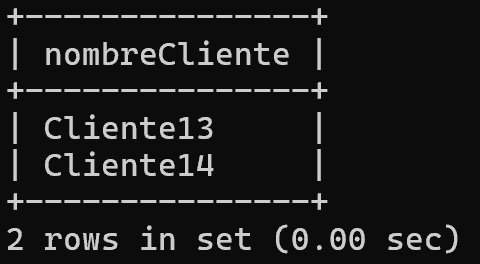 +---------------+
| nombreCliente |
+---------------+
| Cliente13     |
| Cliente14     |
+---------------+
2 rows in set (0.00 sec)